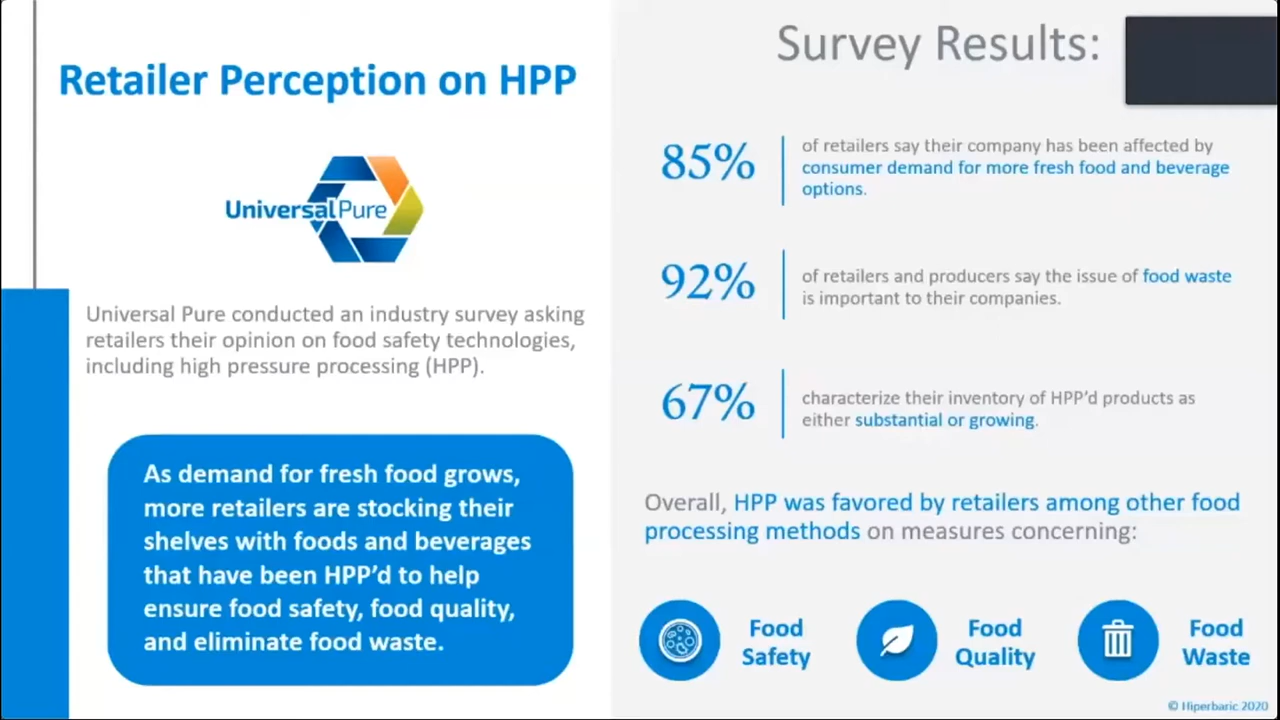 Retailer Perception on HPP
UniversalPure
Universal Pure conducted an industry survey asking
retailers their opinion on food safety technologies,
including high pressure processing (HPP).
As demand for fresh food grows,
more retailers are stocking their
shelves with foods and beverages
that have been HPP’d to help
ensure food safety, food quality,
and eliminate food waste.
Survey Results:
85%
of retailers say their company has been affected by
consumer demand for more fresh food and beverage
options.
92%
of retailers and producers say the issue of food waste
is important to their companies.
67%
characterize their inventory of HPP’d products as
either substantial or growing.
Overall, HPP was favored by retailers among other food
processing methods on measures concerning:
Food
Safety
Food
Quality
Food
Waste
© Hiperbaric 2020